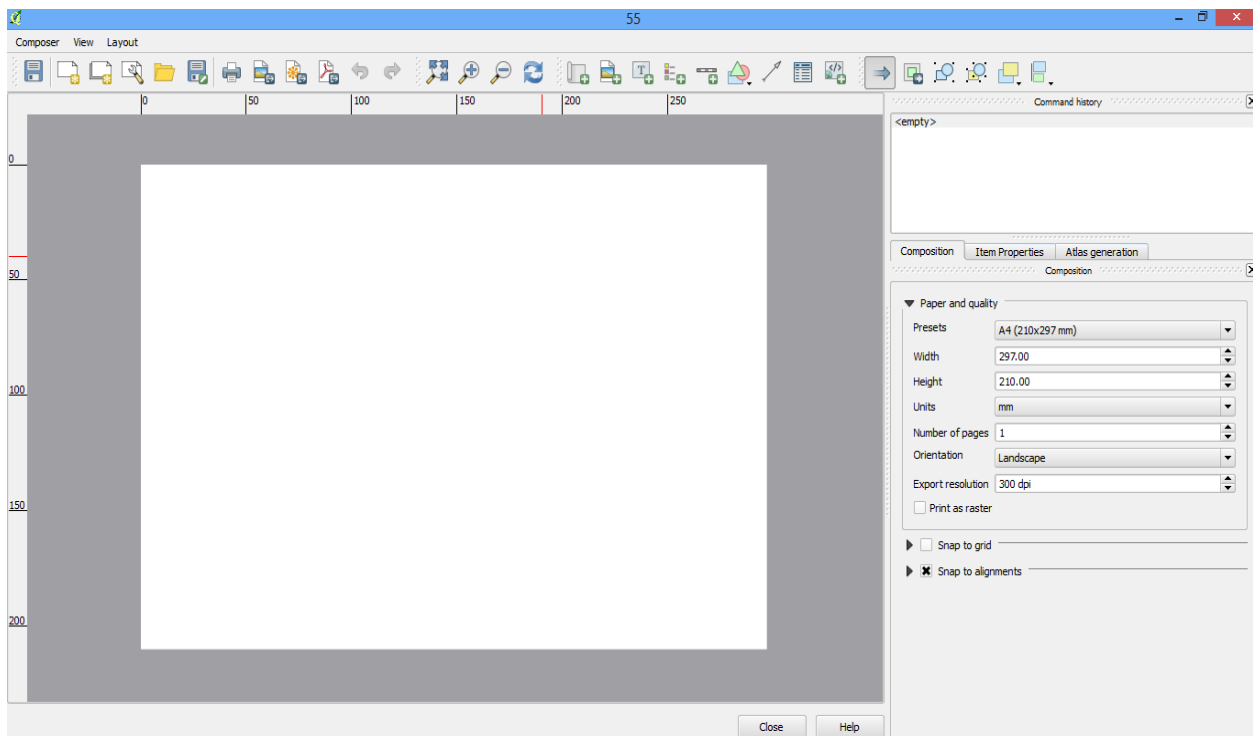 55
Composer View Layout
0 50 100 150 200 250
0
50
100
150
200
Command history
<empty>
Composition Item Properties Atlas generation
Composition
Paper and quality
Presets A4 (210x297 mm)
Width 297.00
Height 210.00
Units mm
Number of pages 1
Orientation Landscape
Export resolution 300 dpi
Print as raster
Snap to grid
Snap to alignments
Close Help